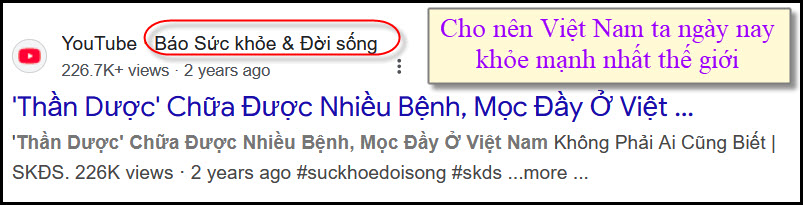 YouTube Báo Sức khỏe & Đời sống
226.7K+ views · 2 years ago
Cho nên Việt Nam ta ngày nay
khỏe mạnh nhất thế giới
'Thần Dược' Chữa Được Nhiều Bệnh, Mọc Đầy Ở Việt ...
'Thần Dược' Chữa Được Nhiều Bệnh, Mọc Đầy Ở Việt Nam Không Phải Ai Cũng Biết |
SKĐS. 226K views · 2 years ago #suckhoedoisong #skds ...more ...